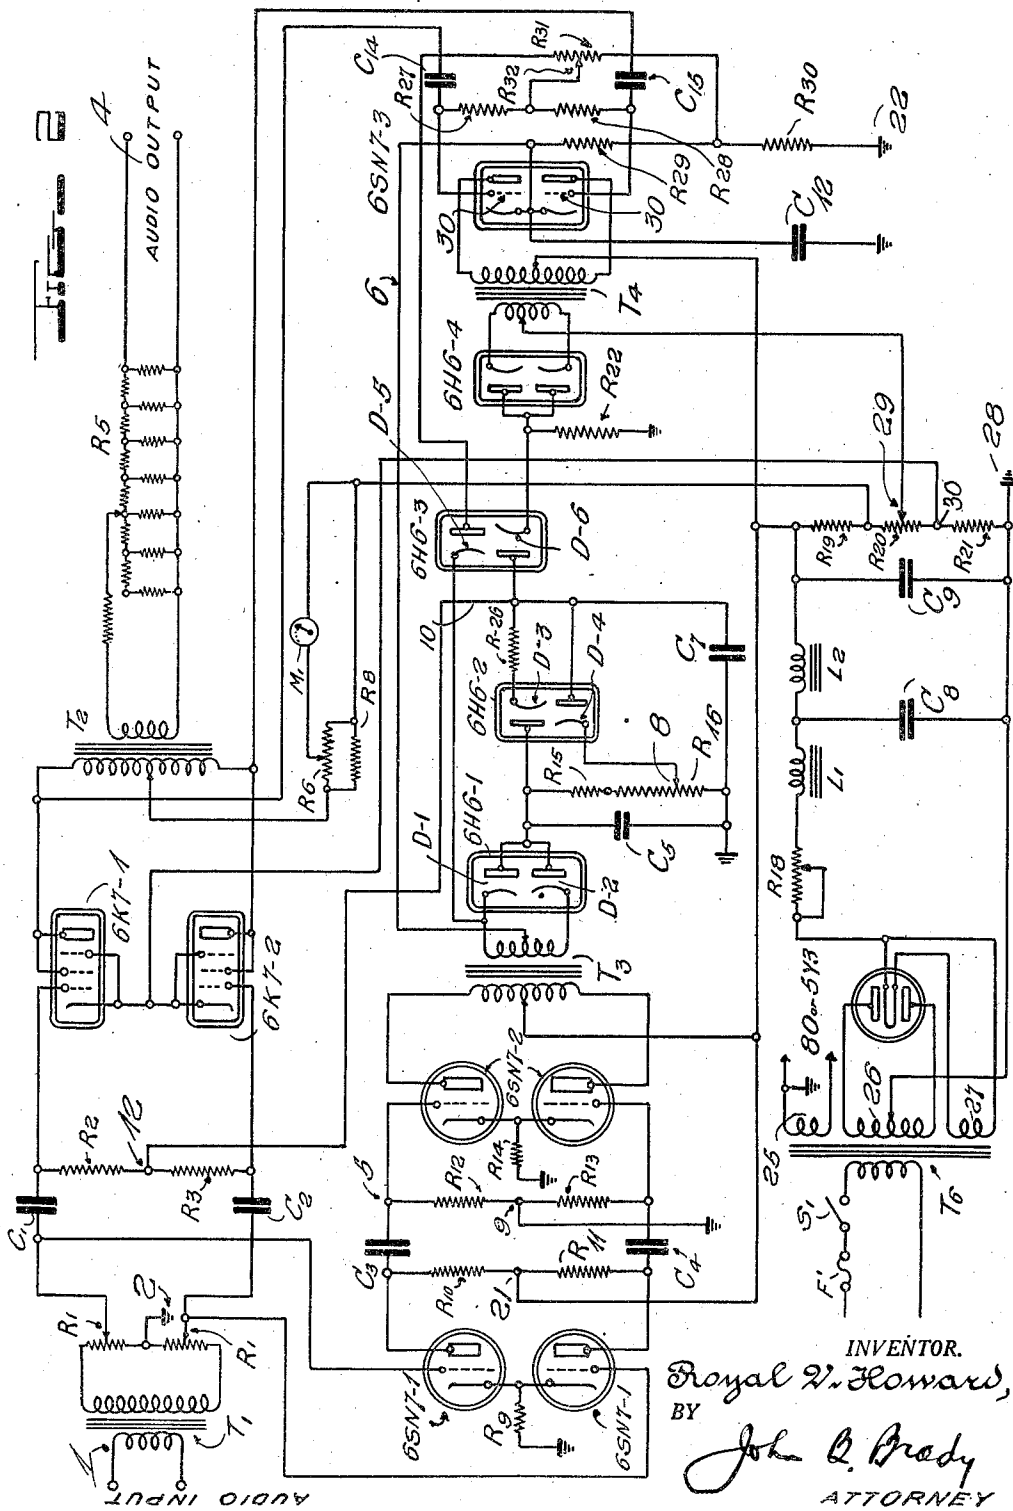 Fig. 2
AUDIO INPUT
1
T1
R1
2
R1
C1
C2
R2
12
R3
6K7-1
6K7-2
T2
R5
4
AUDIO OUTPUT
M1
R6
R8
6SN7-1
R9
6SN7-1
C3
C4
R10
21
R11
5
R12
9
R13
R14
6SN7-2
T3
D-1
6H6-1
D-2
C5
R15
8
R16
6H6-2
D-3
D-4
R-26
10
C7
6H6-3
D-5
D-6
6H6-4
R22
6
T4
6SN7-3
30
30
R29
R28
R27
C14
R32
R31
C15
R30
22
C12
F'
S1
T6
25
26
27
80 or 5Y3
R18
L1
L2
C8
C9
R19
R20
R21
29
30
28
INVENTOR.
Royal V. Howard,
BY
John B. Brady
ATTORNEY